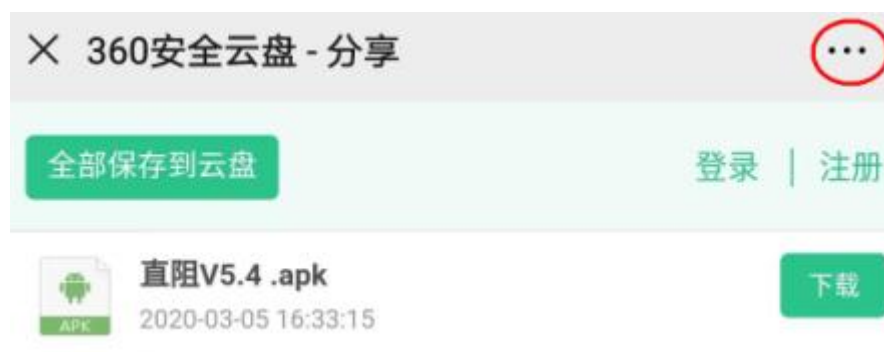 360安全云盘 - 分享
全部保存到云盘 登录 | 注册
直阻V5.4 .apk 下载
2020-03-05 16:33:15
APK